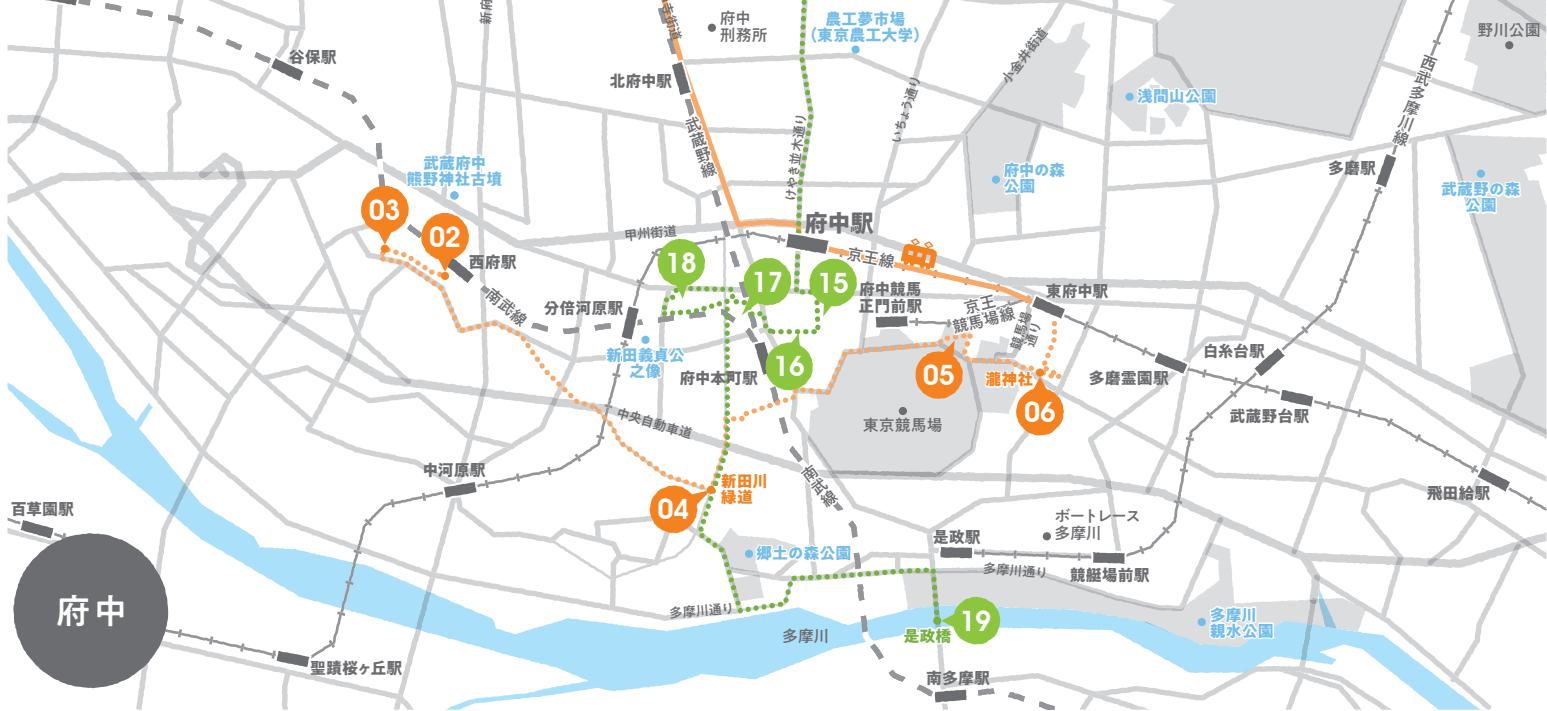 新府
寺街道
府中
刑務所
農工夢市場
（東京農工大学）
小金井街道
野川公園
谷保駅
北府中駅
西武多摩川線
浅間山公園
いちょう通り
武蔵野線
けやき並木通り
武蔵府中
熊野神社古墳
府中の森
公園
多磨駅
武蔵野の森
公園
03
02
甲州街道
府中駅
京王線
西府駅
18
17
15
府中競馬
正門前駅
東府中駅
南武線
分倍河原駅
京王
競馬場線
競馬場
通り
新田義貞公
之像
府中本町駅
16
05
瀧神社
06
白糸台駅
多磨霊園駅
武蔵野台駅
中央自動車道
東京競馬場
中河原駅
新田川
緑道
04
南武線
飛田給駅
百草園駅
ボートレース
多摩川
是政駅
郷土の森公園
多摩川通り
競艇場前駅
府中
多摩川通り
多摩川
是政橋
19
多摩川
親水公園
聖蹟桜ヶ丘駅
南多摩駅